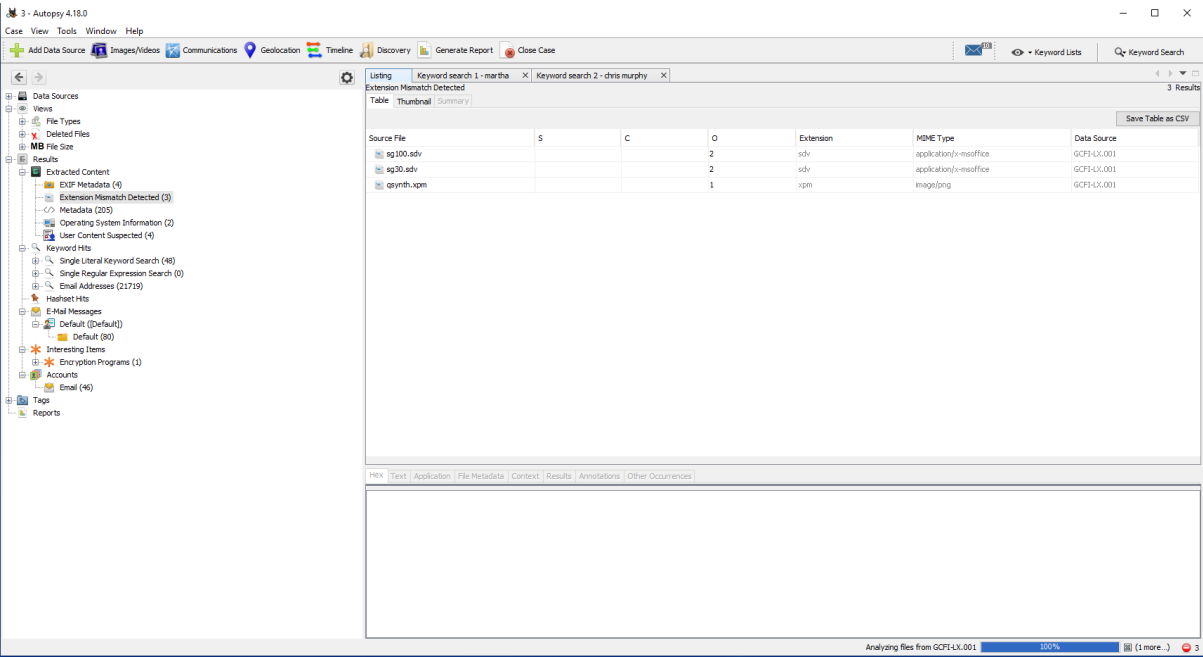 3 - Autopsy 4.18.0
Case View Tools Window Help
Add Data Source Images/Videos Communications Geolocation Timeline Discovery Generate Report Close Case 10 Keyword Lists Keyword Search
Data Sources
Views
File Types
Deleted Files
MB File Size
Results
Extracted Content
EXIF Metadata (4)
Extension Mismatch Detected (3)
Metadata (205)
Operating System Information (2)
User Content Suspected (4)
Keyword Hits
Single Literal Keyword Search (48)
Single Regular Expression Search (0)
Email Addresses (21719)
Hashset Hits
E-Mail Messages
Default ([Default])
Default (80)
Interesting Items
Encryption Programs (1)
Accounts
Email (46)
Tags
Reports
Listing Keyword search 1 - martha Keyword search 2 - chris murphy
Extension Mismatch Detected 3 Results
Table Thumbnail Summary
Save Table as CSV
Source File S C O Extension MIME Type Data Source
sg100.sdv 2 sdv application/x-msoffice GCFI-LX.001
sg30.sdv 2 sdv application/x-msoffice GCFI-LX.001
qsynth.xpm 1 xpm image/png GCFI-LX.001
Hex Text Application File Metadata Context Results Annotations Other Occurrences
Analyzing files from GCFI-LX.001 100% (1 more...) 3